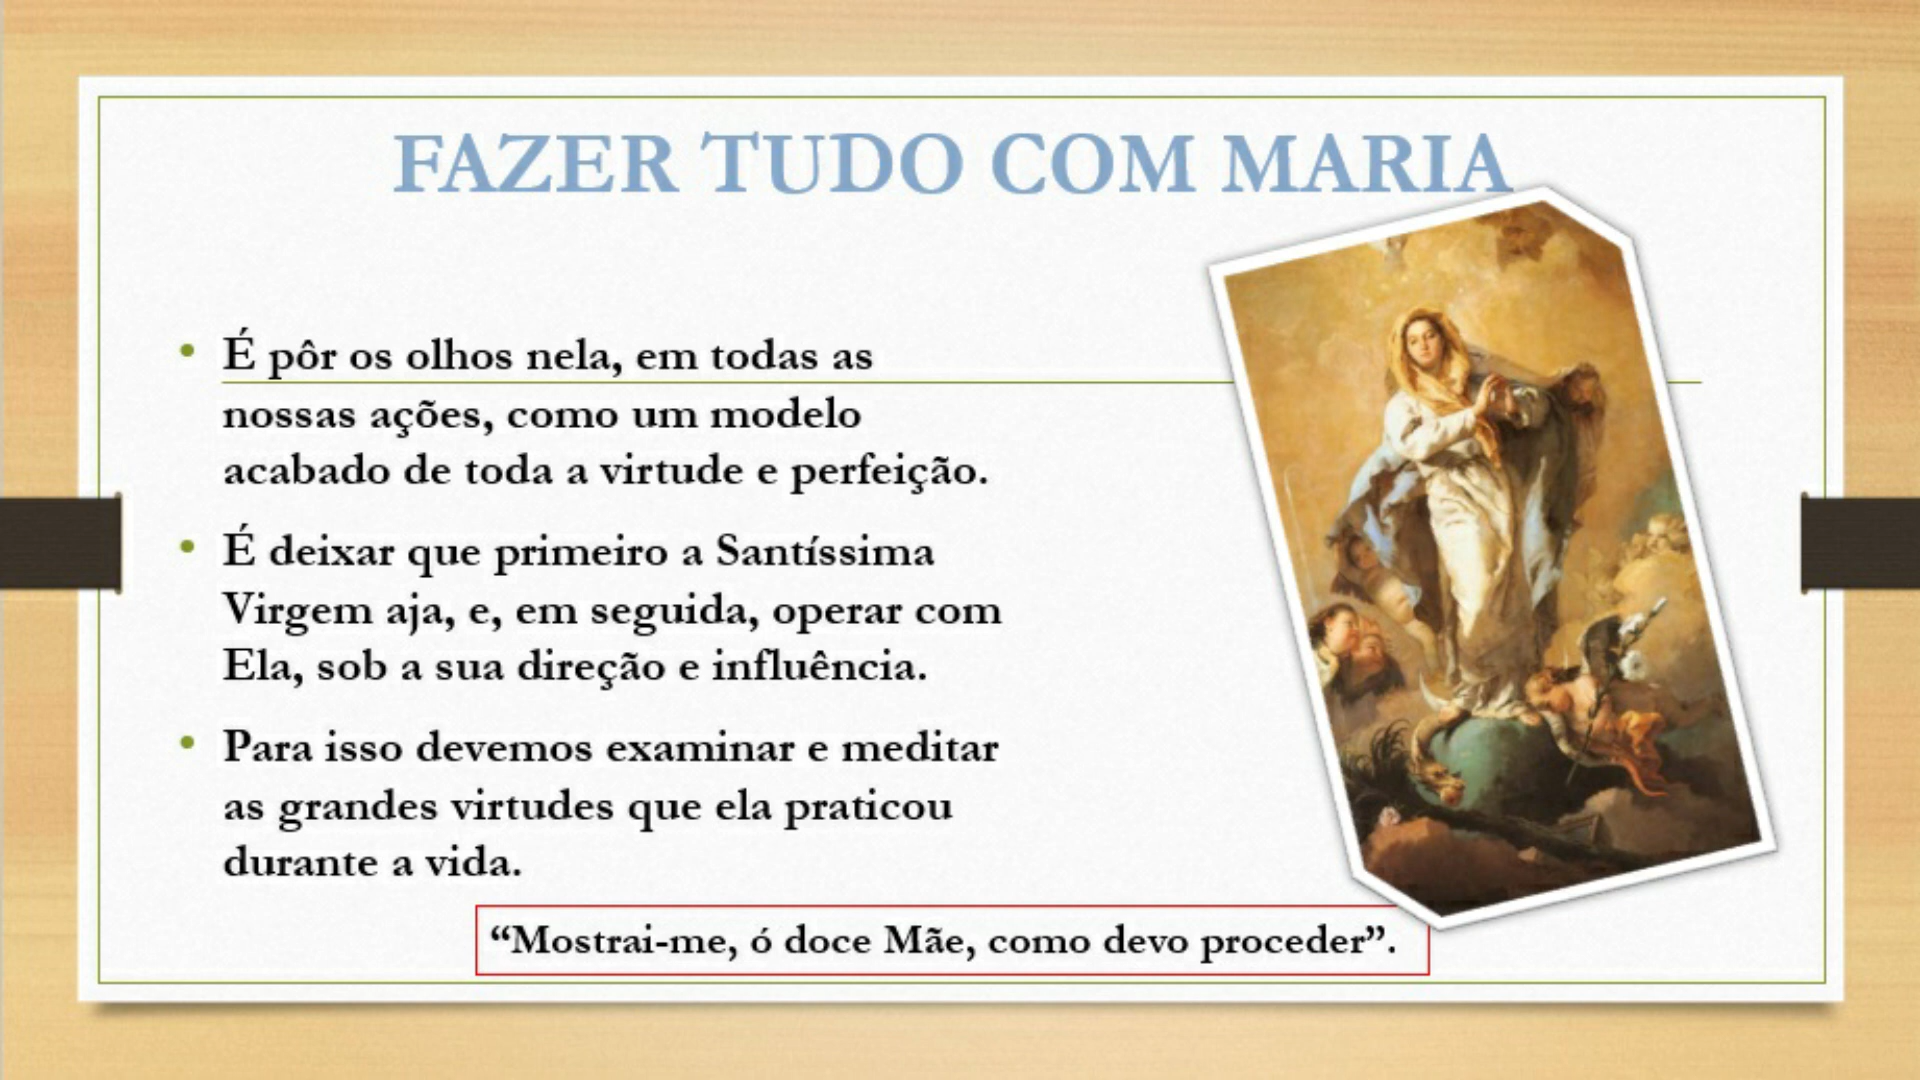 FAZER TUDO COM MARIA
• É pôr os olhos nela, em todas as
nossas ações, como um modelo
acabado de toda a virtude e perfeição.
• É deixar que primeiro a Santíssima
Virgem aja, e, em seguida, operar com
Ela, sob a sua direção e influência.
• Para isso devemos examinar e meditar
as grandes virtudes que ela praticou
durante a vida.
“Mostrai-me, ó doce Mãe, como devo proceder”.